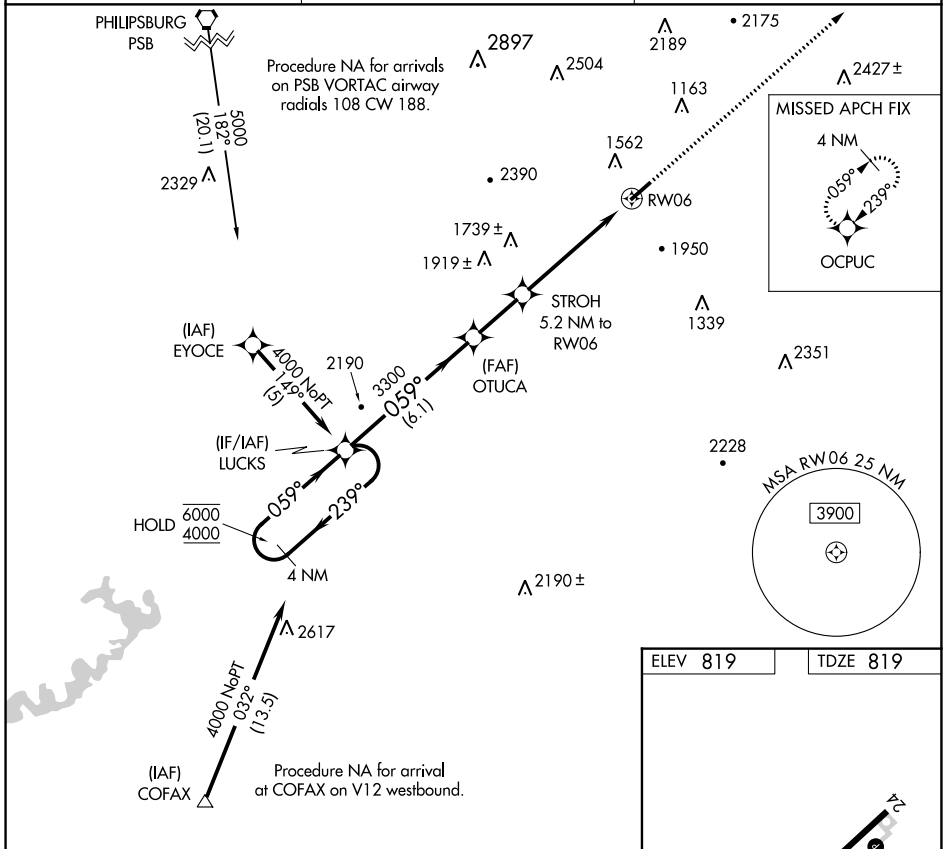 PHILIPSBURG
PSB
Procedure NA for arrivals
on PSB VORTAC airway
radials 108 CW 188.
2897
2504
2189
2175
2427±
1163
5000
182°
(20.1)
2329
1562
2390
RW06
MISSED APCH FIX
4 NM
059°
239°
OCPUC
1739±
1919±
1950
STROH
5.2 NM to
RW06
1339
(IAF)
EYOCE
4000 NoPT
149°
(5)
2190
3300
059°
(6.1)
(FAF)
OTUCA
2351
(IF/IAF)
LUCKS
2228
059°
239°
HOLD
6000
4000
4 NM
MSA RW06 25 NM
3900
2190±
2617
4000 NoPT
032°
(13.5)
ELEV 819
TDZE 819
(IAF)
COFAX
Procedure NA for arrival
at COFAX on V12 westbound.
24
P